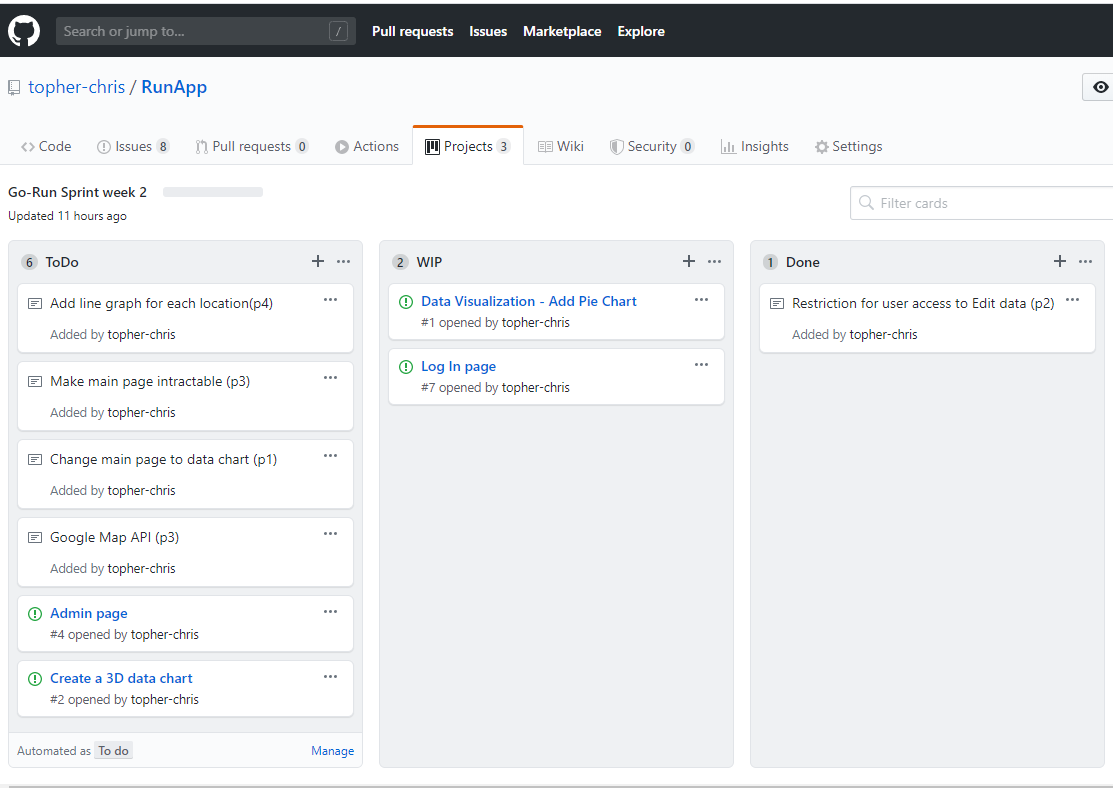 Search or jump to... /
Pull requests Issues Marketplace Explore
topher-chris / RunApp
Code Issues 8 Pull requests 0 Actions Projects 3 Wiki Security 0 Insights Settings
Go-Run Sprint week 2
Updated 11 hours ago
Filter cards
6 ToDo
Add line graph for each location(p4)
Added by topher-chris
Make main page intractable (p3)
Added by topher-chris
Change main page to data chart (p1)
Added by topher-chris
Google Map API (p3)
Added by topher-chris
Admin page
#4 opened by topher-chris
Create a 3D data chart
#2 opened by topher-chris
Automated as To do Manage
2 WIP
Data Visualization - Add Pie Chart
#1 opened by topher-chris
Log In page
#7 opened by topher-chris
1 Done
Restriction for user access to Edit data (p2)
Added by topher-chris